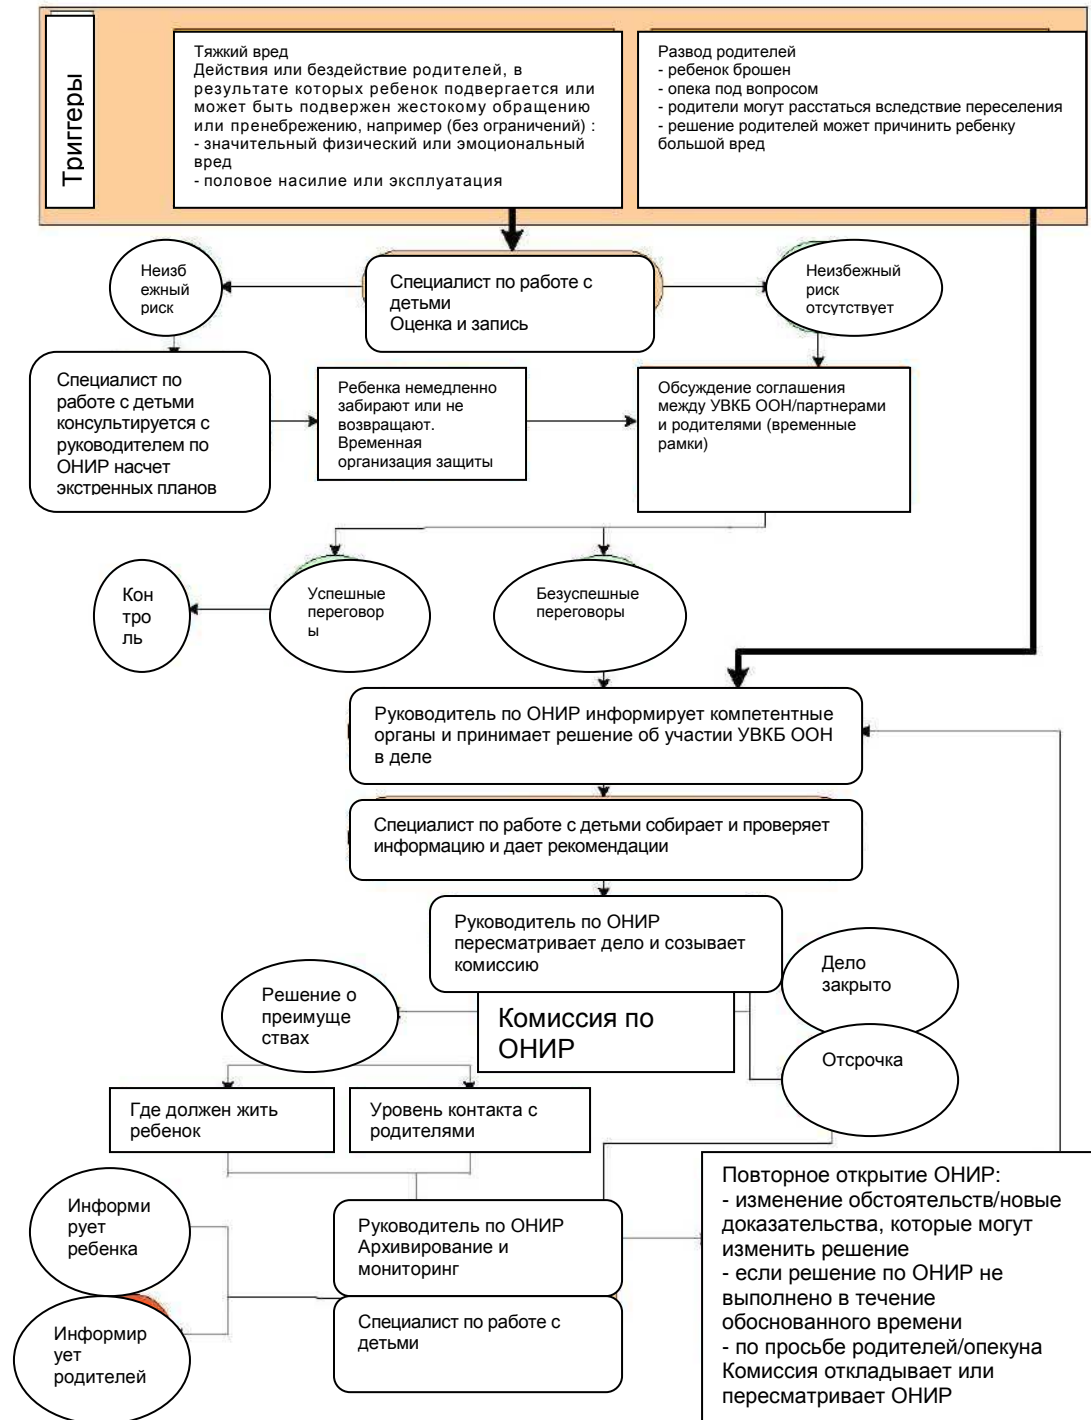 Триггеры
Тяжкий вред
Действия или бездействие родителей, в
результате которых ребенок подвергается или
может быть подвержен жестокому обращению
или пренебрежению, например (без ограничений) :
- значительный физический или эмоциональный
вред
- половое насилие или эксплуатация
Развод родителей
- ребенок брошен
- опека под вопросом
- родители могут расстаться вследствие переселения
- решение родителей может причинить ребенку
большой вред
Неизб
ежный
риск
Специалист по работе с
детьми
Оценка и запись
Неизбежный
риск
отсутствует
Специалист по
работе с детьми
консультируется с
руководителем по
ОНИР насчет
экстренных планов
Ребенка немедленно
забирают или не
возвращают.
Временная
организация защиты
Обсуждение соглашения
между УВКБ ООН/партнерами
и родителями (временные
рамки)
Кон
тро
ль
Успешные
переговор
ы
Безуспешные
переговоры
Руководитель по ОНИР информирует компетентные
органы и принимает решение об участии УВКБ ООН
в деле
Специалист по работе с детьми собирает и проверяет
информацию и дает рекомендации
Руководитель по ОНИР
пересматривает дело и созывает
комиссию
Дело
закрыто
Решение о
преимуще
ствах
Комиссия по
ОНИР
Отсрочка
Где должен жить
ребенок
Уровень контакта с
родителями
Информи
рует
ребенка
Руководитель по ОНИР
Архивирование и
мониторинг
Повторное открытие ОНИР:
- изменение обстоятельств/новые
доказательства, которые могут
изменить решение
- если решение по ОНИР не
выполнено в течение
обоснованного времени
- по просьбе родителей/опекуна
Комиссия откладывает или
пересматривает ОНИР
Информир
ует
родителей
Специалист по работе с
детьми